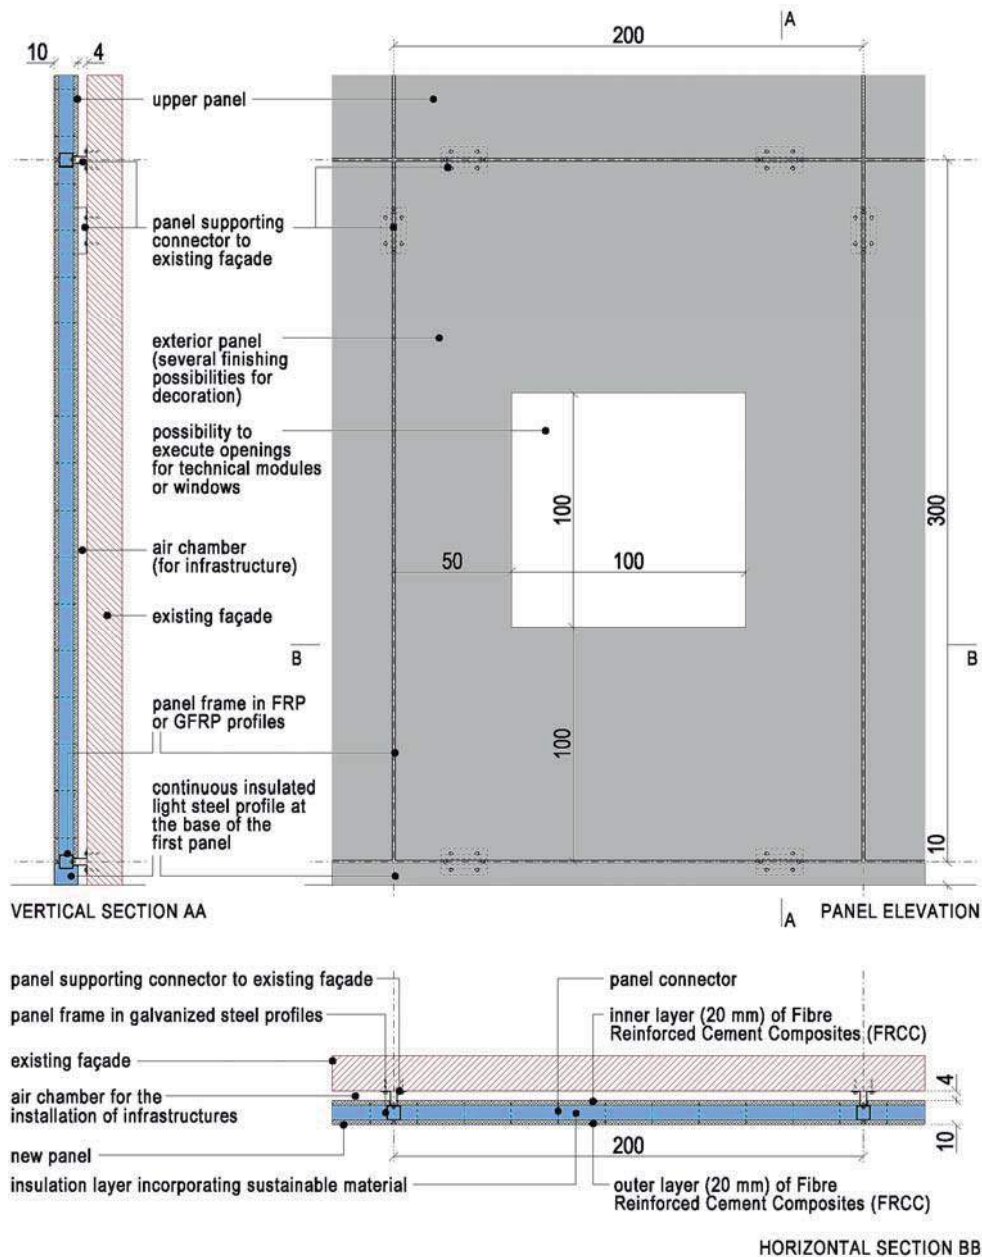 A
200
10
4
upper panel
panel supporting
connector to
existing façade
exterior panel
(several finishing
possibilities for
decoration)
possibility to
execute openings
for technical modules
or windows
100
300
50
100
air chamber
(for infrastructure)
existing façade
B
B
panel frame in FRP
or GFRP profiles
100
continuous insulated
light steel profile at
the base of the
first panel
10
VERTICAL SECTION AA
A
PANEL ELEVATION
panel supporting connector to existing façade
panel connector
panel frame in galvanized steel profiles
inner layer (20 mm) of Fibre
Reinforced Cement Composites (FRCC)
existing façade
air chamber for the
installation of infrastructures
4
new panel
200
10
insulation layer incorporating sustainable material
outer layer (20 mm) of Fibre
Reinforced Cement Composites (FRCC)
HORIZONTAL SECTION BB